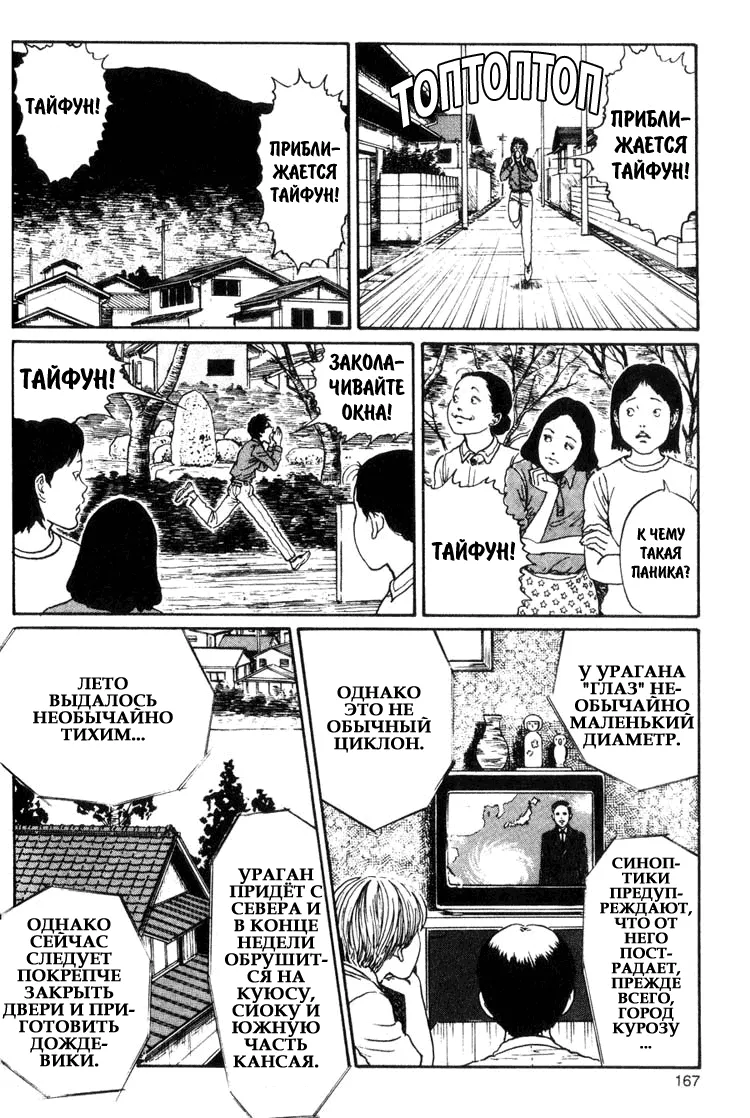 ТАЙФУН!
ПРИБЛИ-
ЖАЕТСЯ
ТАЙФУН!
ТОПТОПТОП
ПРИБЛИ-
ЖАЕТСЯ
ТАЙФУН!
ТАЙФУН!
ЗАКОЛА-
ЧИВАЙТЕ
ОКНА!
ТАЙФУН!
К ЧЕМУ
ТАКАЯ
ПАНИКА?
ЛЕТО
ВЫДАЛОСЬ
НЕОБЫЧАЙНО
ТИХИМ...
ОДНАКО
СЕЙЧАС
СЛЕДУЕТ
ПОКРЕПЧЕ
ЗАКРЫТЬ
ДВЕРИ И ПРИ-
ГОТОВИТЬ
ДОЖДЕ-
ВИКИ.
УРАГАН
ПРИДЁТ С
СЕВЕРА И
В КОНЦЕ
НЕДЕЛИ
ОБРУШИТ-
СЯ НА
КУЮСУ,
СИОКУ И
ЮЖНУЮ
ЧАСТЬ
КАНСАЯ.
ОДНАКО
ЭТО НЕ
ОБЫЧНЫЙ
ЦИКЛОН.
У УРАГАНА
"ГЛАЗ" НЕ-
ОБЫЧАЙНО
МАЛЕНЬКИЙ
ДИАМЕТР.
СИНОП-
ТИКИ
ПРЕДУП-
РЕЖДАЮТ,
ЧТО ОТ
НЕГО
ПОСТ-
РАДАЕТ,
ПРЕЖДЕ
ВСЕГО,
ГОРОД
КУРОЗУ
...
167